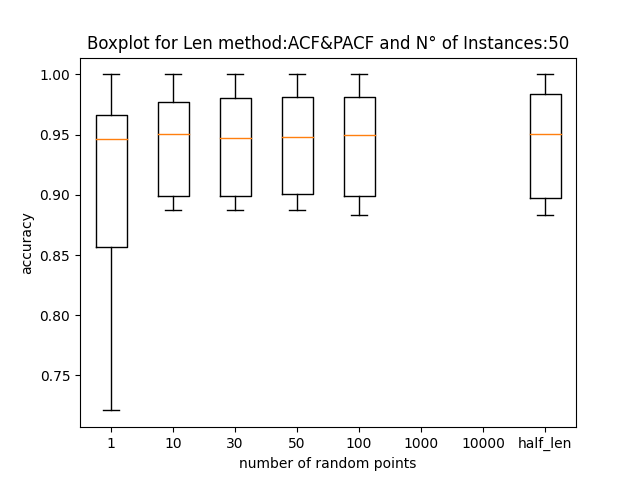 Boxplot for Len method:ACF&PACF and N° of Instances:50
1.00
0.95
0.90
0.85
0.80
0.75
accuracy
1 10 30 50 100 1000 10000 half_len
number of random points